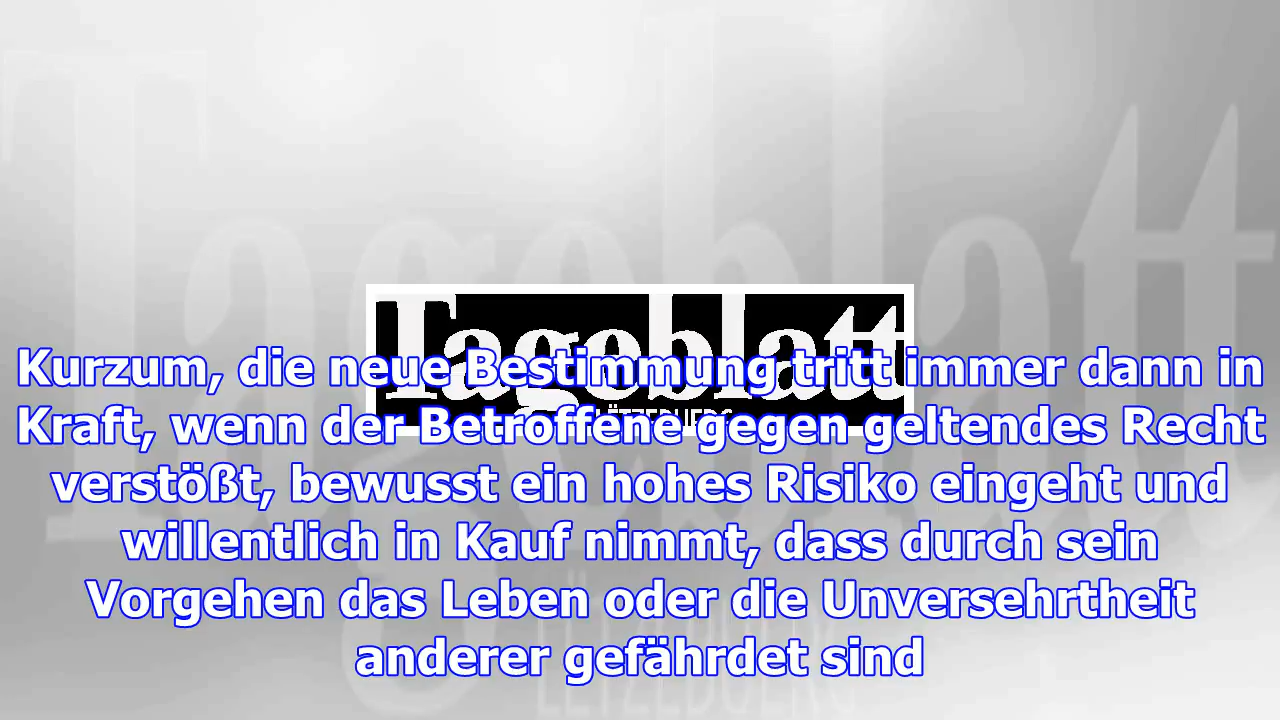 Tageblatt
LËTZEBUERG
Kurzum, die neue Bestimmung tritt immer dann in
Kraft, wenn der Betroffene gegen geltendes Recht
verstößt, bewusst ein hohes Risiko eingeht und
willentlich in Kauf nimmt, dass durch sein
Vorgehen das Leben oder die Unversehrtheit
anderer gefährdet sind